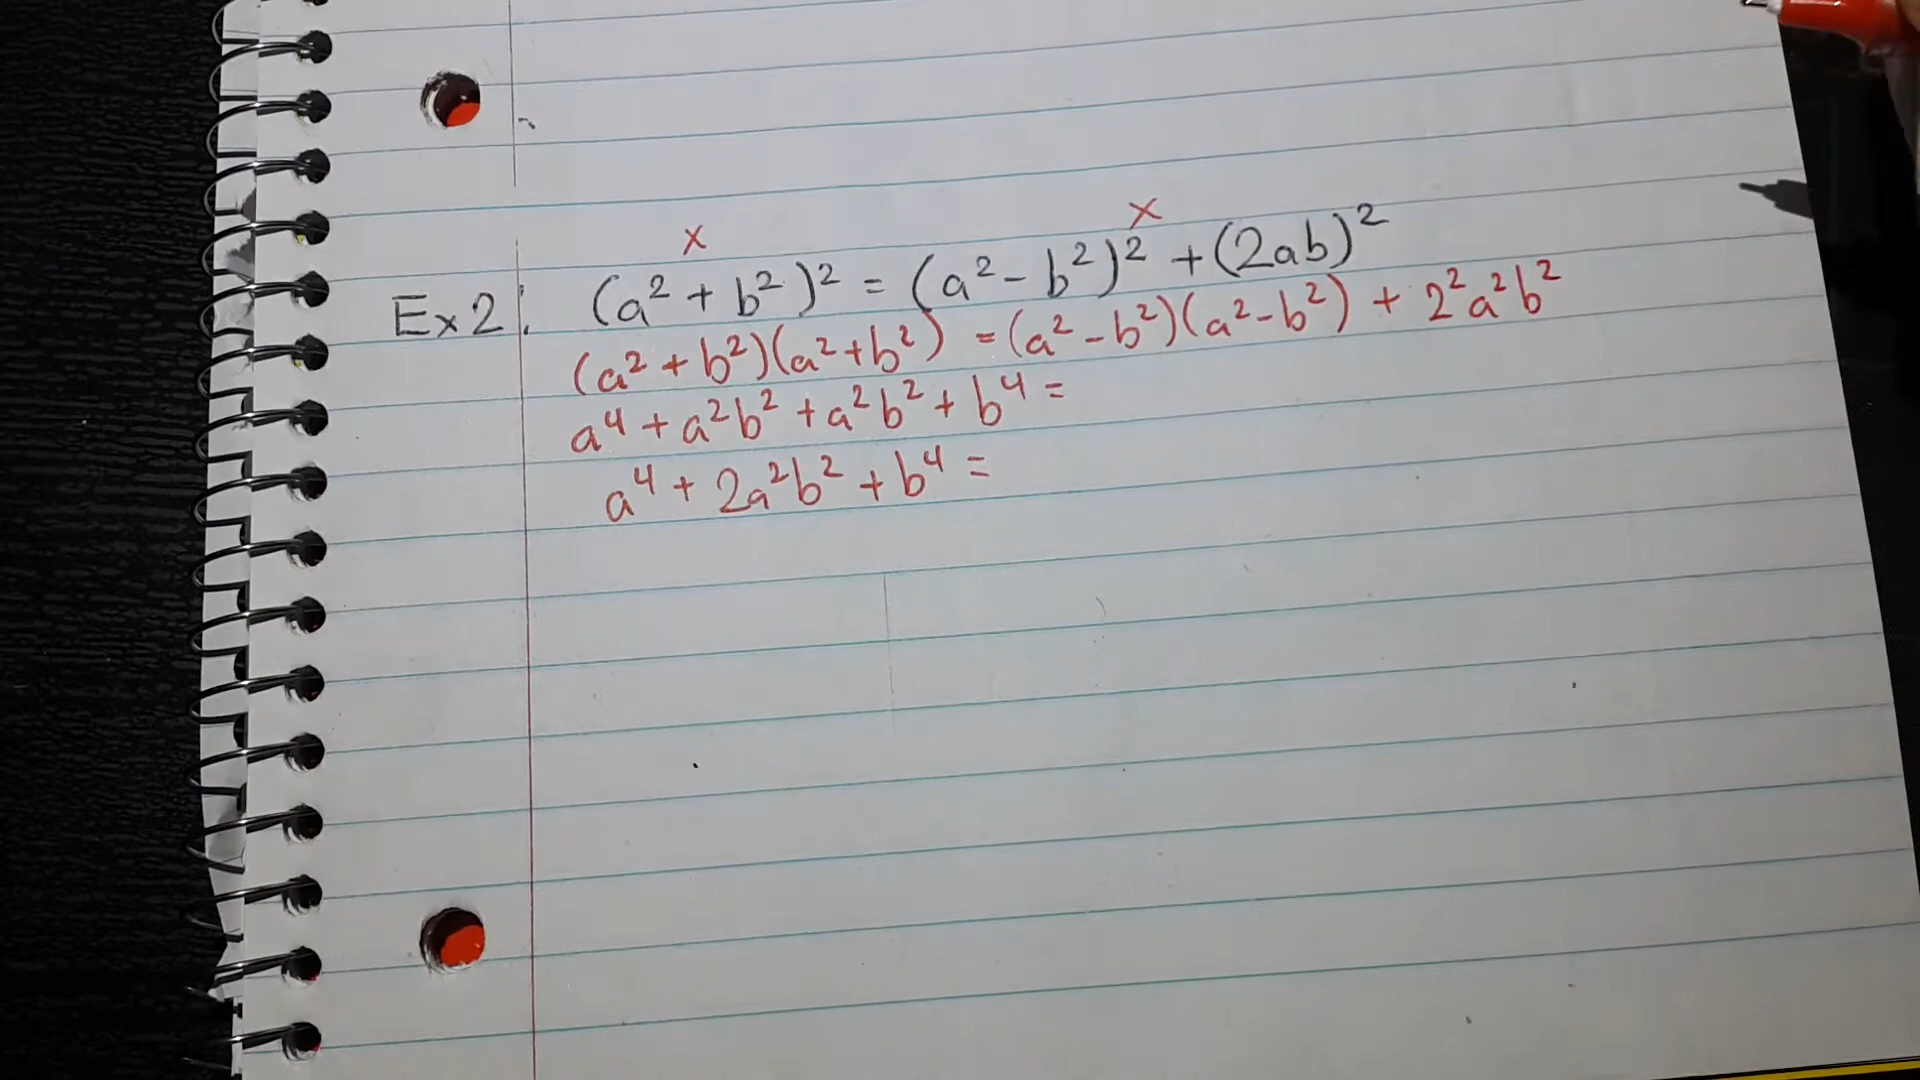 x x
Ex2: (a² + b²)² = (a² - b²)² + (2ab)²
(a² + b²)(a² + b²) = (a² - b²)(a² - b²) + 2²a²b²
a⁴ + a²b² + a²b² + b⁴ =
a⁴ + 2a²b² + b⁴ =